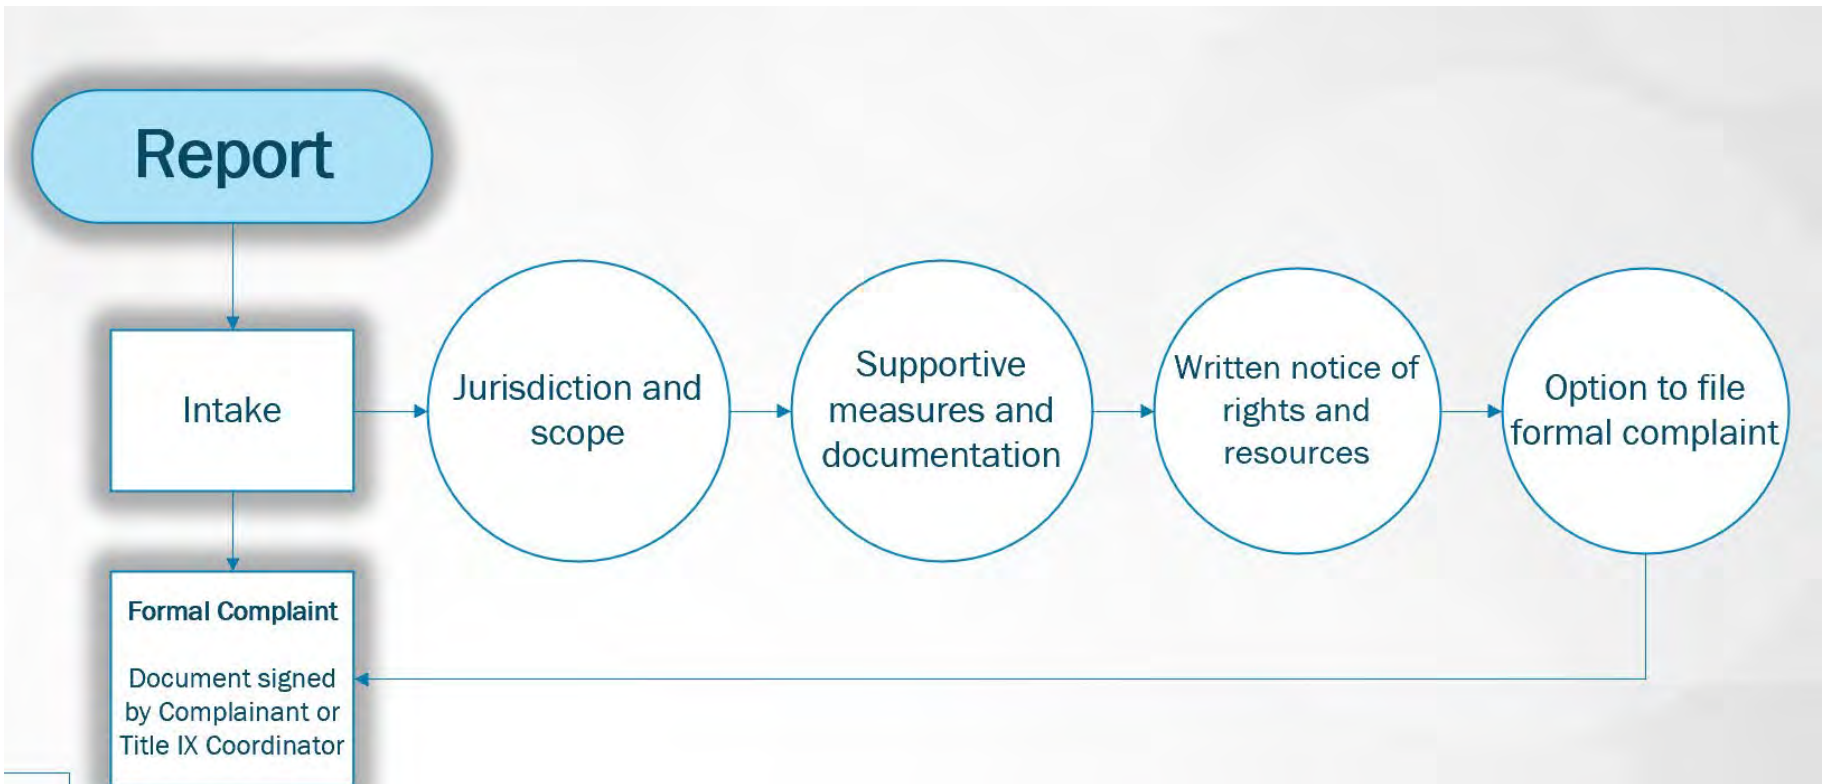 Report
Intake
Jurisdiction and
scope
Supportive
measures and
documentation
Written notice of
rights and
resources
Option to file
formal complaint
Formal Complaint
Document signed
by Complainant or
Title IX Coordinator